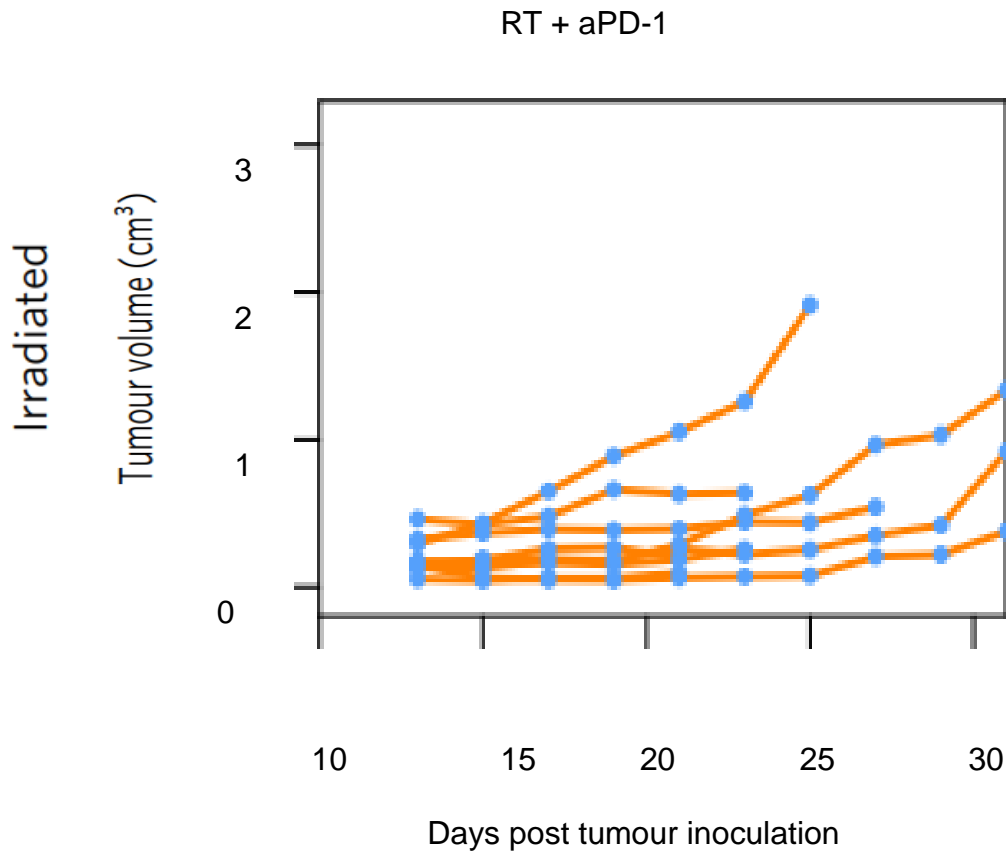 RT + aPD-1
Irradiated
Tumour volume (cm³)
3
2
1
0
10 15 20 25 30
Days post tumour inoculation